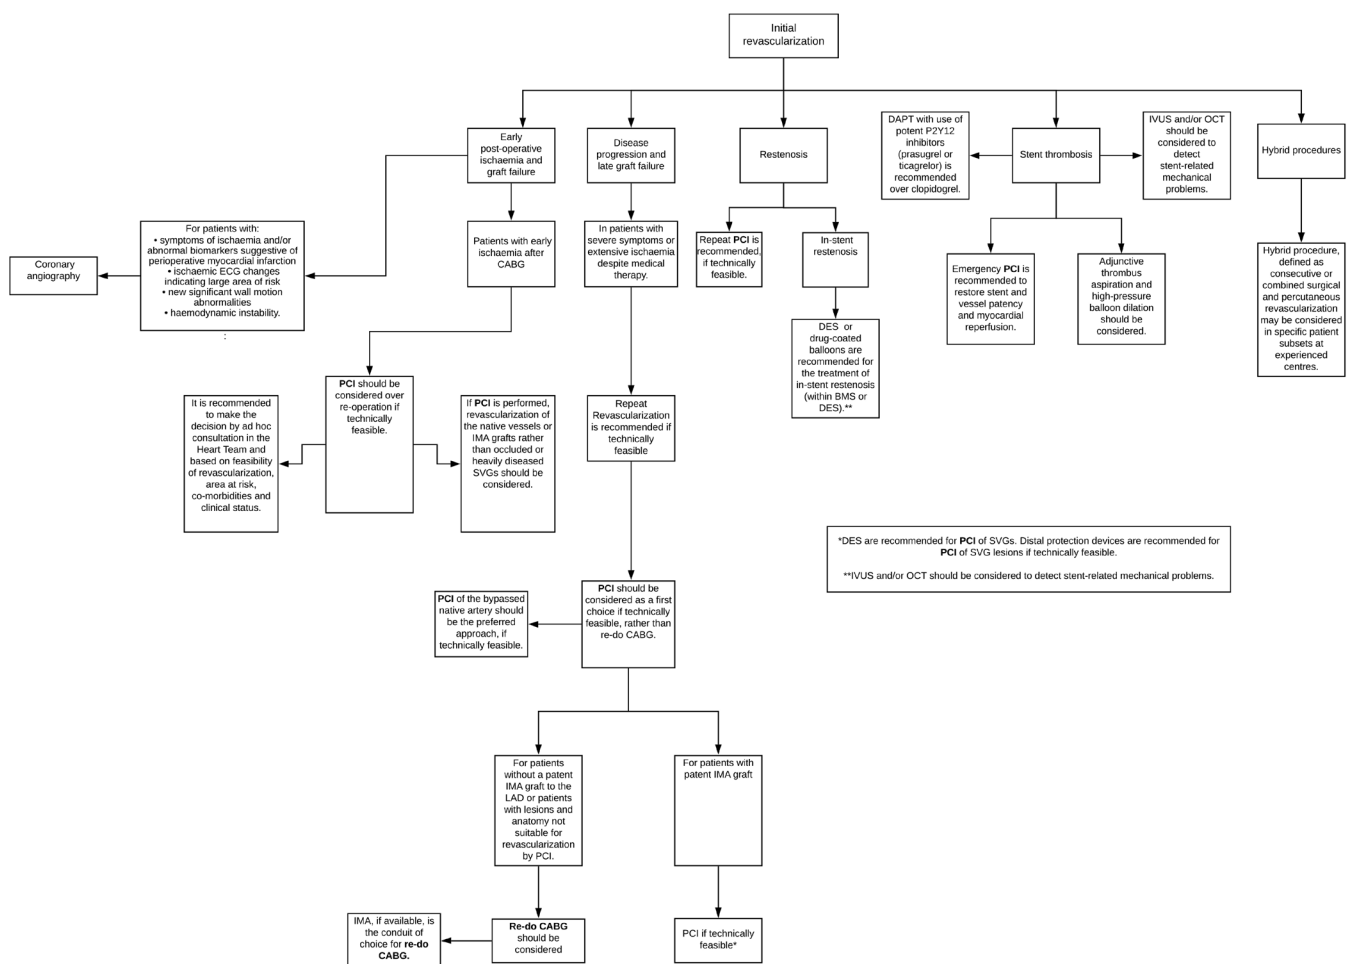 Initial
revascularization
Early
post-operative
ischaemia and
graft failure
Disease
progression and
late graft failure
Restenosis
DAPT with use of
potent P2Y12
inhibitors
(prasugrel or
ticagrelor) is
recommended
over clopidogrel.
Stent thrombosis
IVUS and/or OCT
should be
considered to
detect
stent-related
mechanical
problems.
Hybrid procedures
Coronary
angiography
For patients with:
• symptoms of ischaemia and/or
abnormal biomarkers suggestive of
perioperative myocardial infarction
• ischaemic ECG changes
indicating large area of risk
• new significant wall motion
abnormalities
• haemodynamic instability.
:
Patients with early
ischaemia after
CABG
In patients with
severe symptoms or
extensive ischaemia
despite medical
therapy.
Repeat PCI is
recommended,
if technically
feasible.
In-stent
restenosis
Emergency PCI is
recommended to
restore stent and
vessel patency
and myocardial
reperfusion.
Adjunctive
thrombus
aspiration and
high-pressure
balloon dilation
should be
considered.
Hybrid procedure,
defined as
consecutive or
combined surgical
and percutaneous
revascularization
may be considered
in specific patient
subsets at
experienced
centres.
DES or
drug-coated
balloons are
recommended for
the treatment of
in-stent restenosis
(within BMS or
DES).**
It is recommended
to make the
decision by ad hoc
consultation in the
Heart Team and
based on feasibility
of revascularization,
area at risk,
co-morbidities and
clinical status.
PCI should be
considered over
re-operation if
technically
feasible.
If PCI is performed,
revascularization of
the native vessels or
IMA grafts rather
than occluded or
heavily diseased
SVGs should be
considered.
Repeat
Revascularization
is recommended if
technically
feasible
*DES are recommended for PCI of SVGs. Distal protection devices are recommended for
PCI of SVG lesions if technically feasible.
**IVUS and/or OCT should be considered to detect stent-related mechanical problems.
PCI of the bypassed
native artery should
be the preferred
approach, if
technically feasible.
PCI should be
considered as a first
choice if technically
feasible, rather than
re-do CABG.
For patients
without a patent
IMA graft to the
LAD or patients
with lesions and
anatomy not
suitable for
revascularization
by PCI.
For patients with
patent IMA graft
IMA, if available, is
the conduit of
choice for re-do
CABG.
Re-do CABG
should be
considered
PCI if technically
feasible*